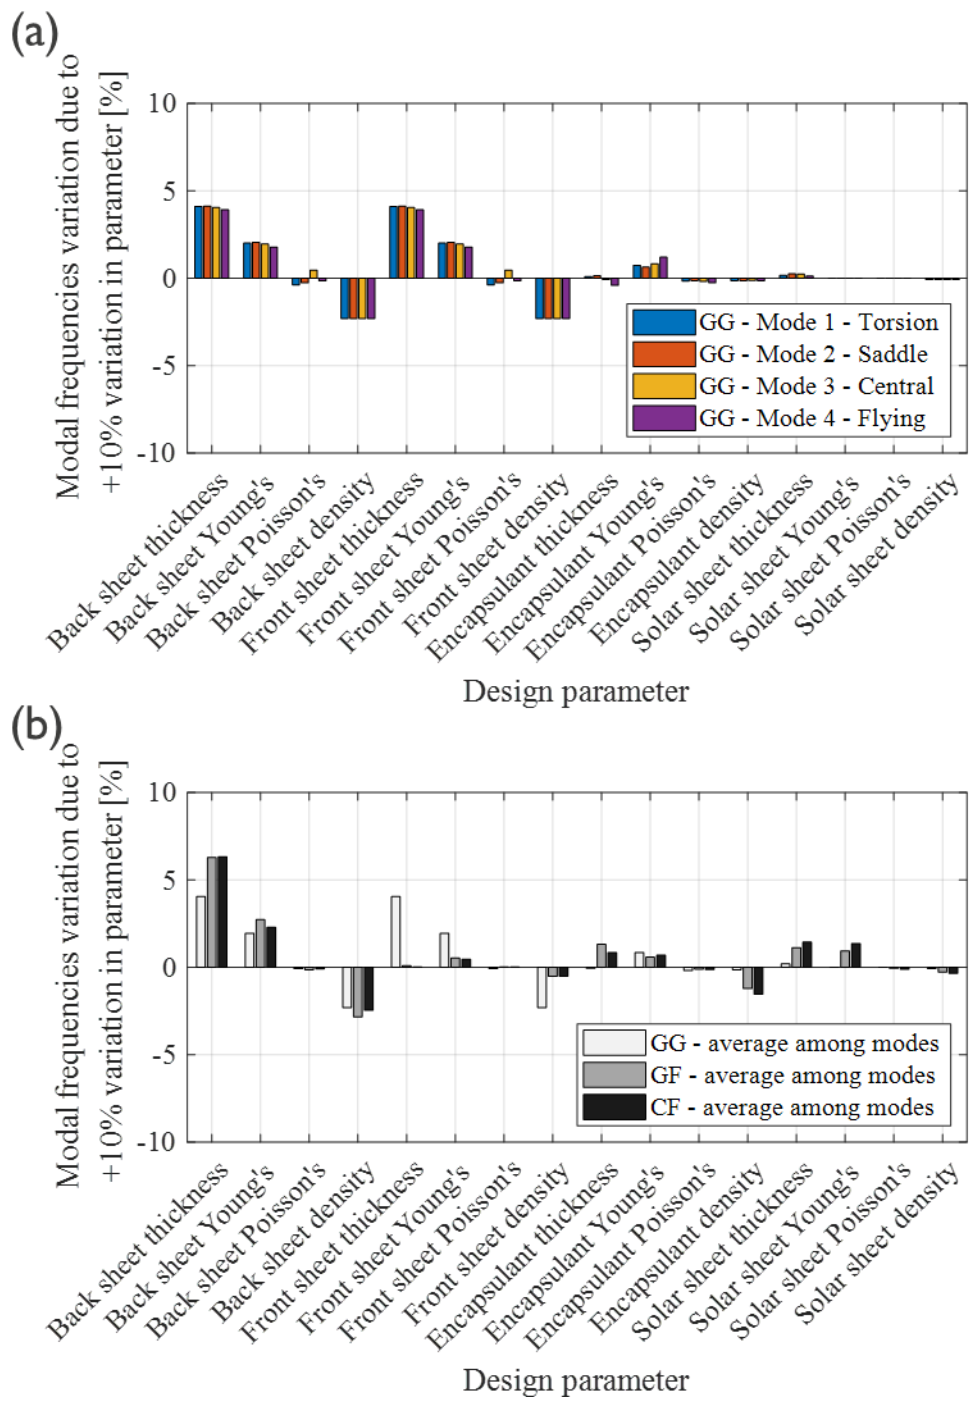 (a)
Modal frequencies variation due to
+10% variation in parameter [%]
10
5
0
-5
-10
GG - Mode 1 - Torsion
GG - Mode 2 - Saddle
GG - Mode 3 - Central
GG - Mode 4 - Flying
Back sheet thickness
Back sheet Young's
Back sheet Poisson's
Back sheet density
Front sheet thickness
Front sheet Young's
Front sheet Poisson's
Front sheet density
Encapsulant thickness
Encapsulant Young's
Encapsulant Poisson's
Encapsulant density
Solar sheet thickness
Solar sheet Young's
Solar sheet Poisson's
Solar sheet density
Design parameter
(b)
Modal frequencies variation due to
+10% variation in parameter [%]
10
5
0
-5
-10
GG - average among modes
GF - average among modes
CF - average among modes
Back sheet thickness
Back sheet Young's
Back sheet Poisson's
Back sheet density
Front sheet thickness
Front sheet Young's
Front sheet Poisson's
Front sheet density
Encapsulant thickness
Encapsulant Young's
Encapsulant Poisson's
Encapsulant density
Solar sheet thickness
Solar sheet Young's
Solar sheet Poisson's
Solar sheet density
Design parameter